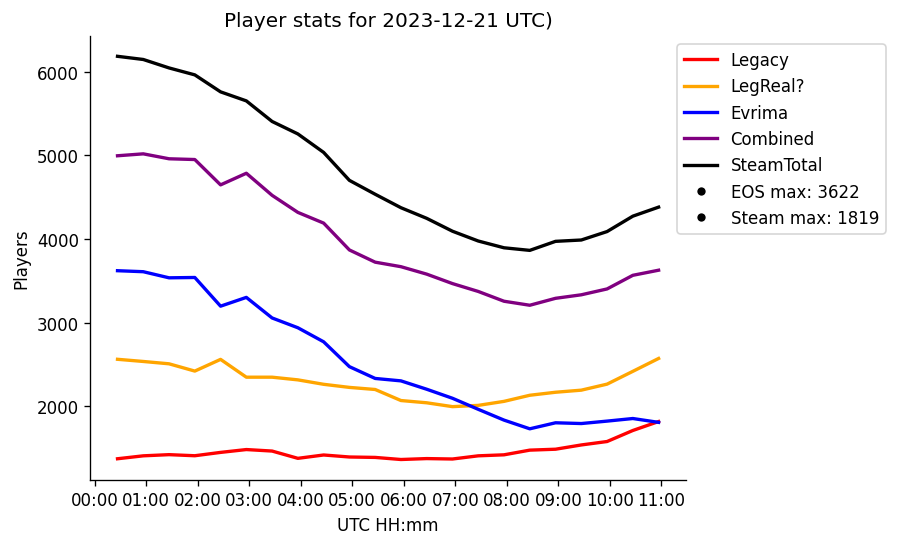 Player stats for 2023-12-21 UTC)
Legacy
LegReal?
Evrima
Combined
SteamTotal
EOS max: 3622
Steam max: 1819
Players
6000
5000
4000
3000
2000
00:00 01:00 02:00 03:00 04:00 05:00 06:00 07:00 08:00 09:00 10:00 11:00
UTC HH:mm